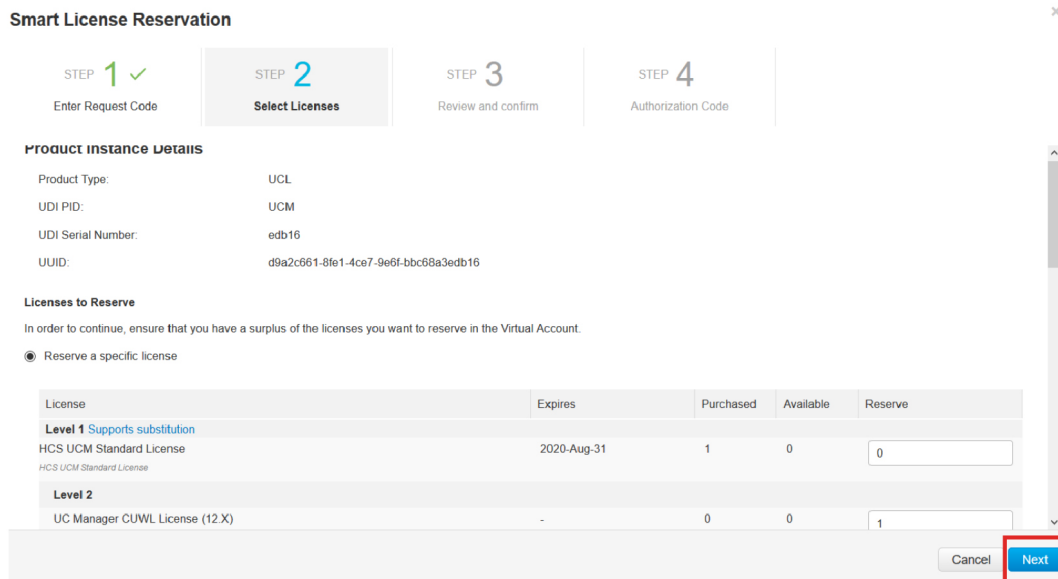 Smart License Reservation
STEP 1
Enter Request Code
STEP 2
Select Licenses
STEP 3
Review and confirm
STEP 4
Authorization Code
Product Instance Details
Product Type: UCL
UDI PID: UCM
UDI Serial Number: edb16
UUID: d9a2c661-8fe1-4ce7-9e6f-bbc68a3edb16
Licenses to Reserve
In order to continue, ensure that you have a surplus of the licenses you want to reserve in the Virtual Account.
Reserve a specific license
License Expires Purchased Available Reserve
Level 1 Supports substitution
HCS UCM Standard License 2020-Aug-31 1 0 0
HCS UCM Standard License
Level 2
UC Manager CUWL License (12.X) - 0 0 1
Cancel Next